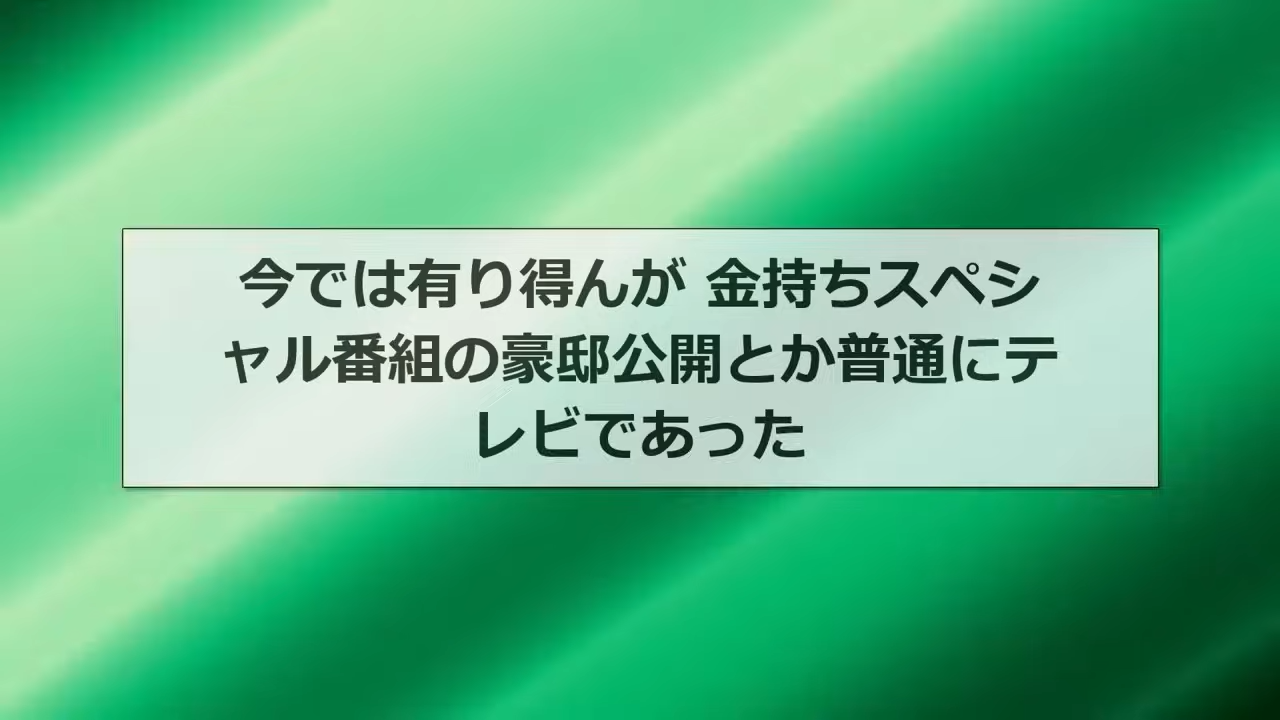 今では有り得んが 金持ちスペシ
ャル番組の豪邸公開とか普通にテ
レビであった